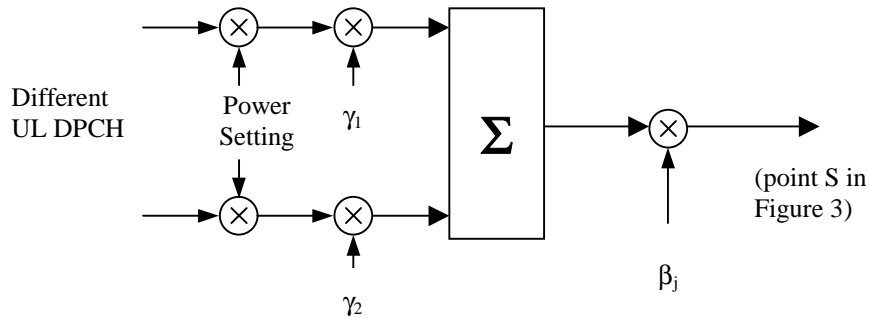 Different
UL DPCH
Power
Setting
γ1
Σ
(point S in
Figure 3)
γ2
βj